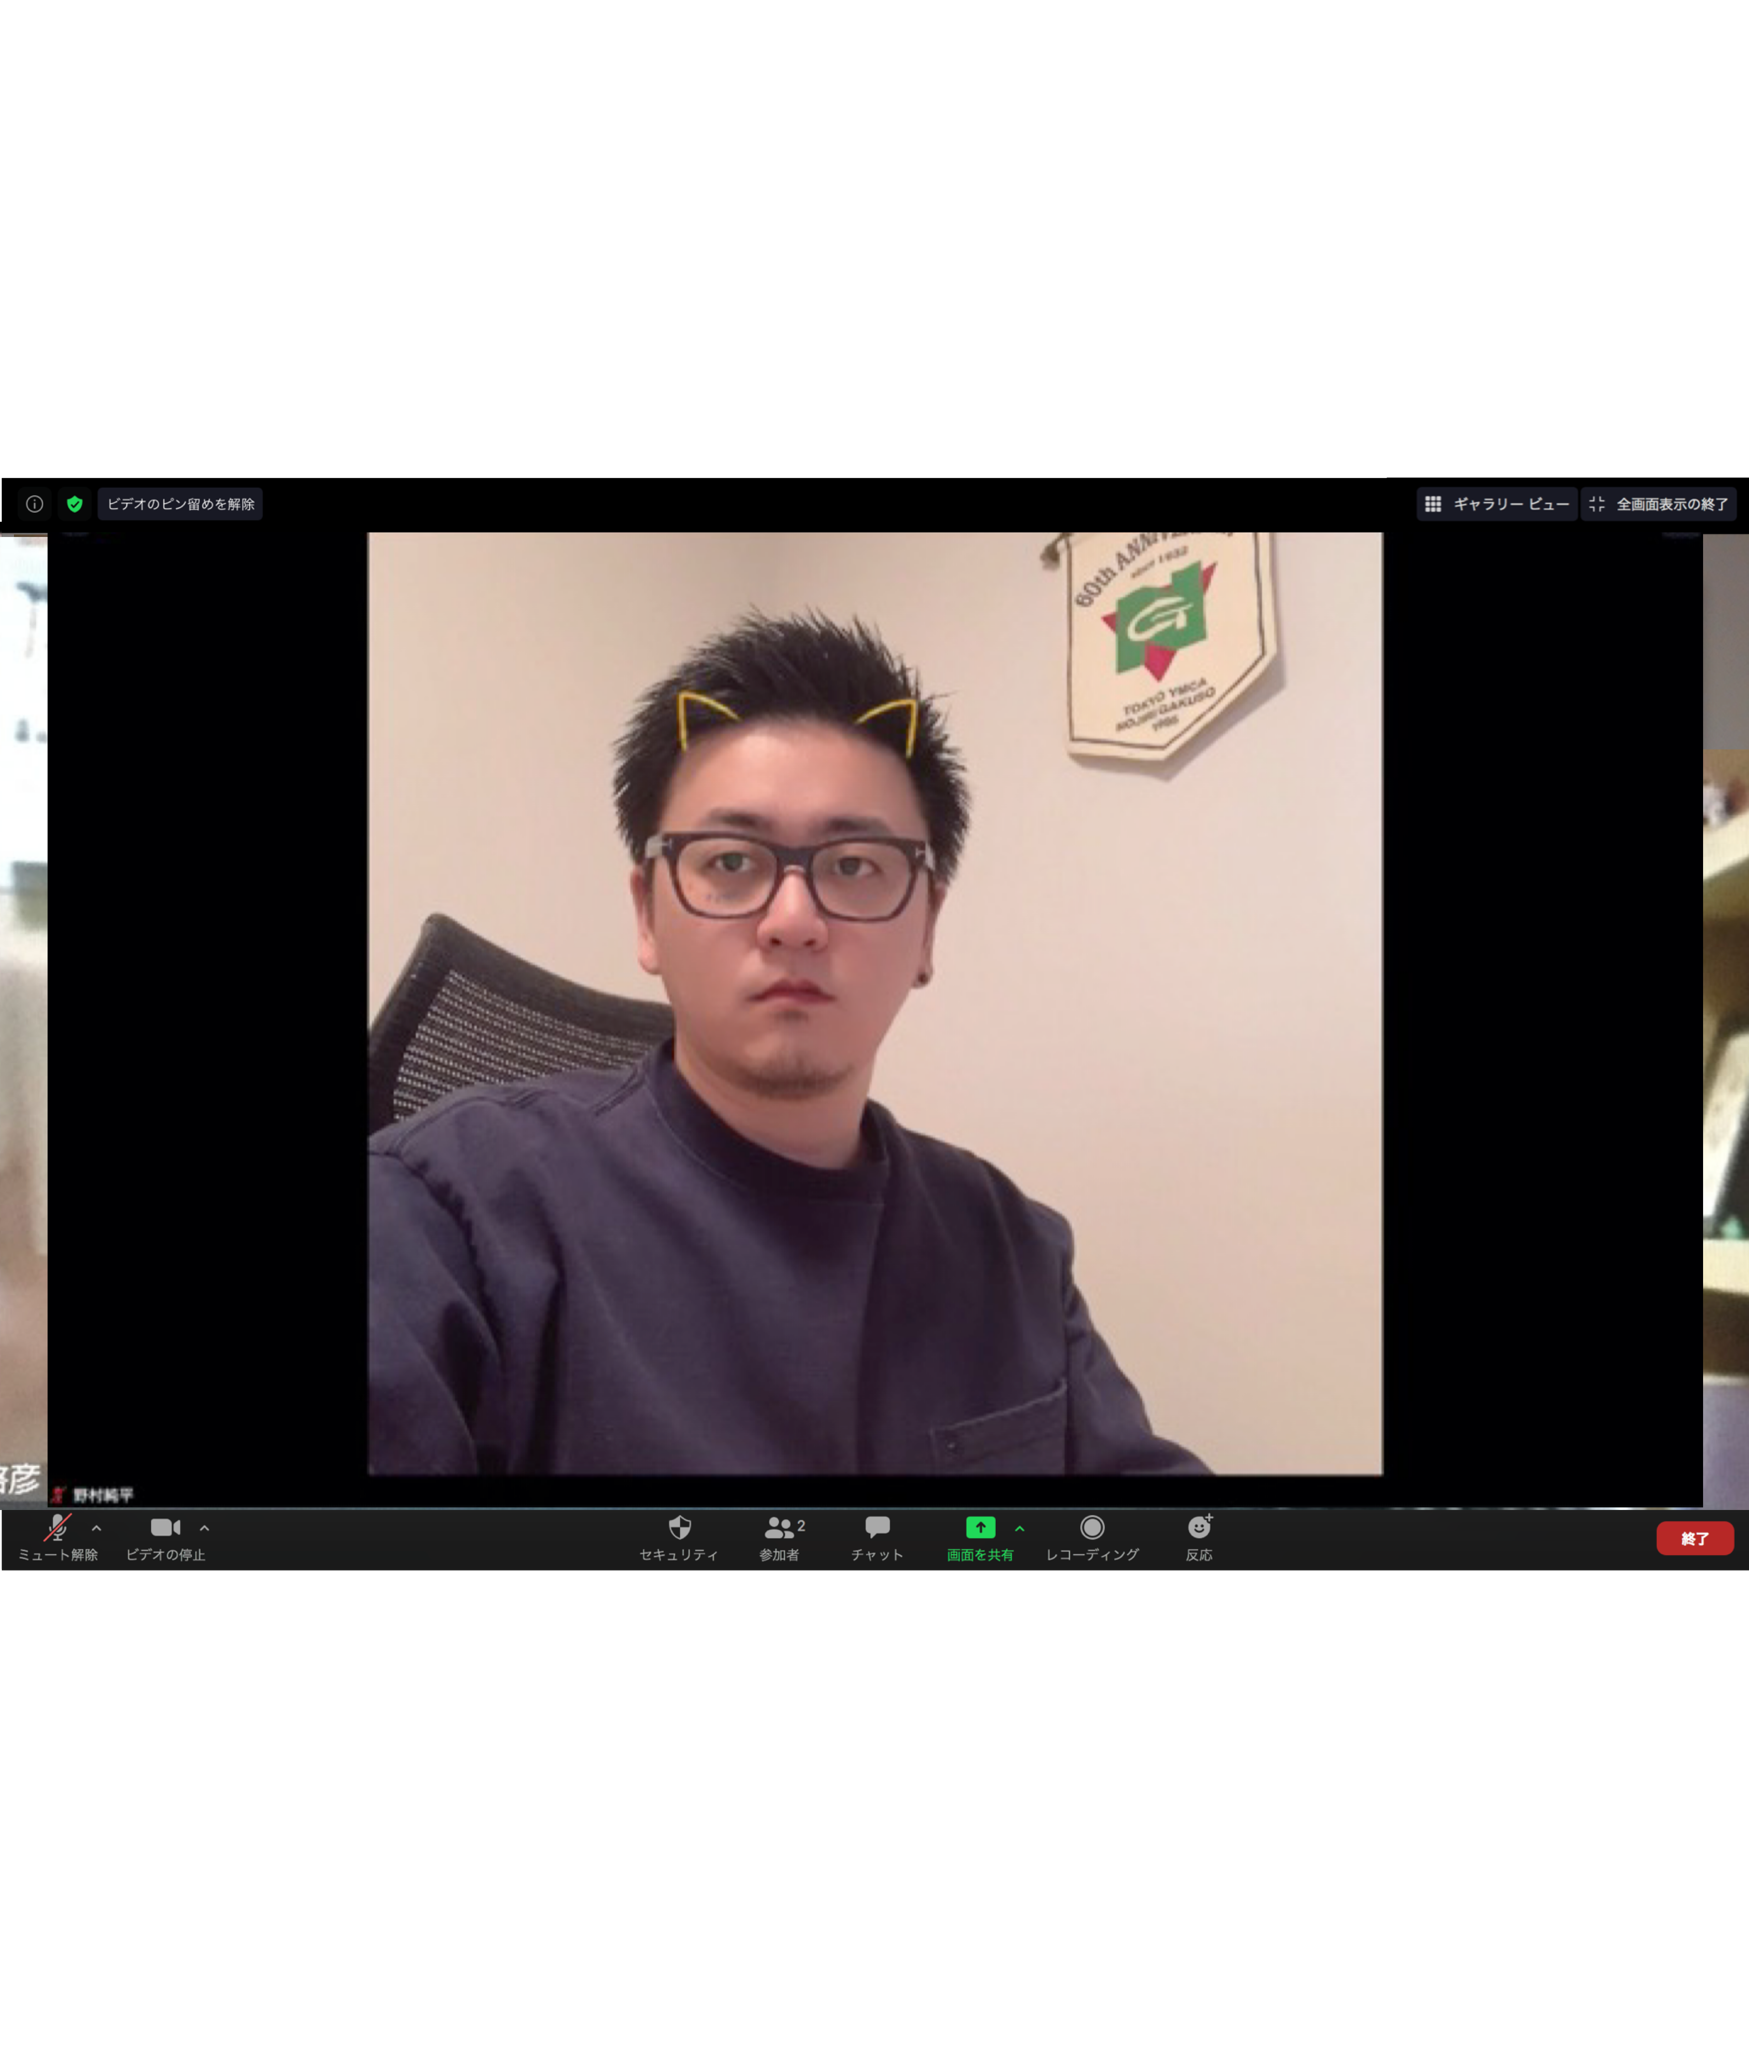 ビデオのピン留めを解除
ギャラリー ビュー
全画面表示の終了
60th
SINCE 1932
TOKYO YMCA
NOJIRI GAKUSO
1986
彦
野村純平
ミュート解除
ビデオの停止
セキュリティ
2
参加者
チャット
画面を共有
レコーディング
反応
終了